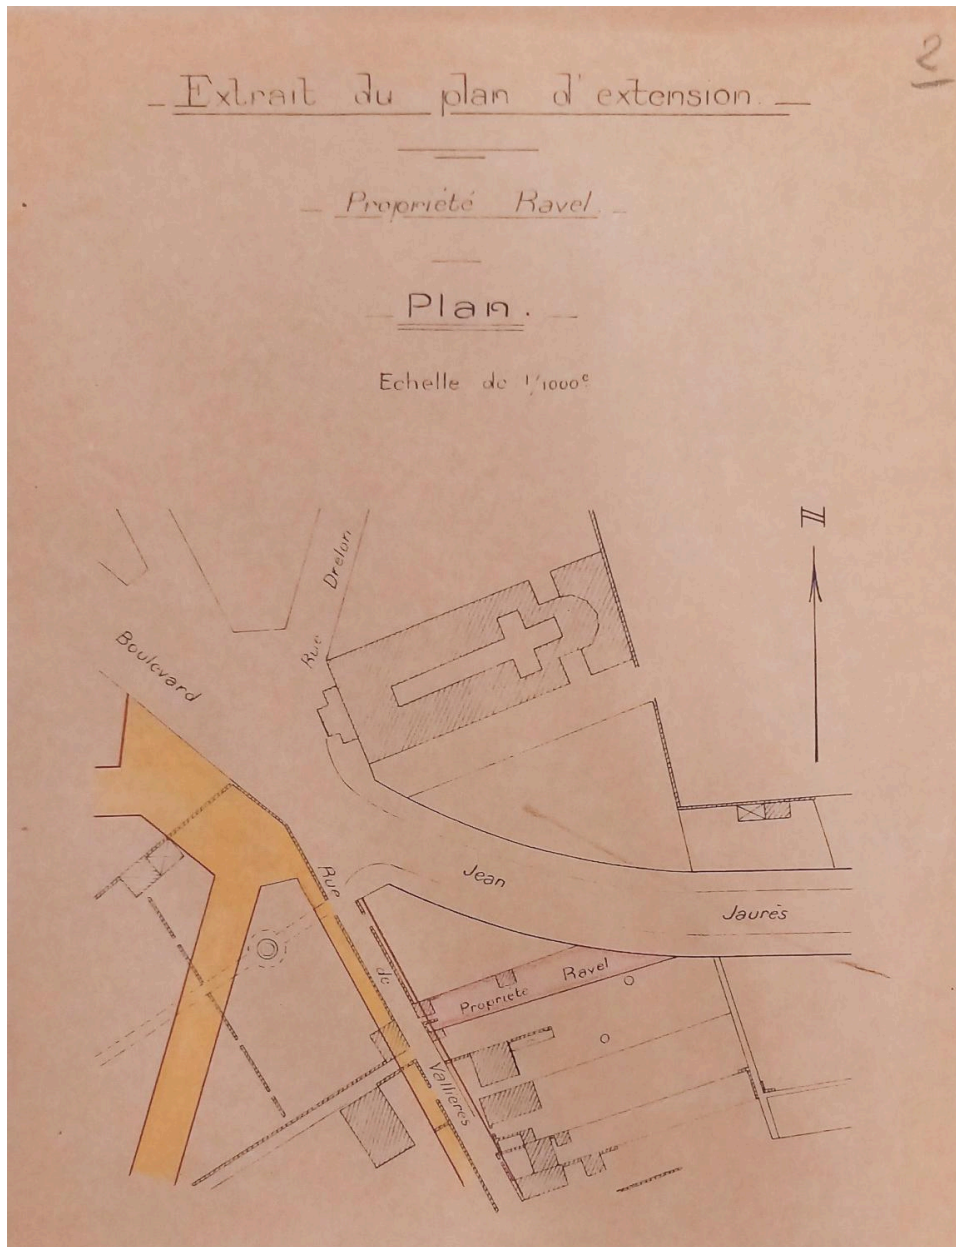 2
Extrait du plan d'extension.
Propriété Ravel.
Plan.
Echelle de 1/1000e
N
Rue Drelon
Boulevard
Jean
Jaurès
Rue de Vallières
Propriété Ravel